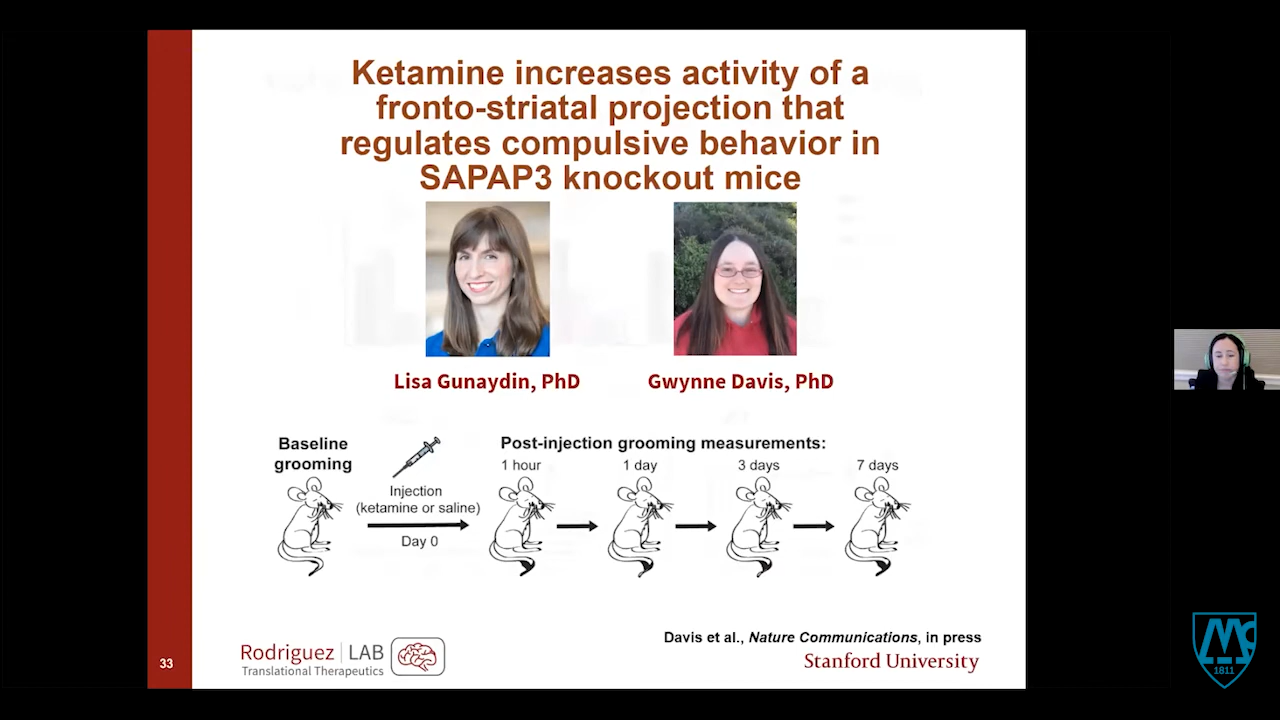 Ketamine increases activity of a
fronto-striatal projection that
regulates compulsive behavior in
SAPAP3 knockout mice
Lisa Gunaydin, PhD
Gwynne Davis, PhD
Baseline
grooming
Injection
(ketamine or saline)
Day 0
Post-injection grooming measurements:
1 hour
1 day
3 days
7 days
Davis et al., Nature Communications, in press
Rodriguez LAB
Translational Therapeutics
Stanford University
33
1811